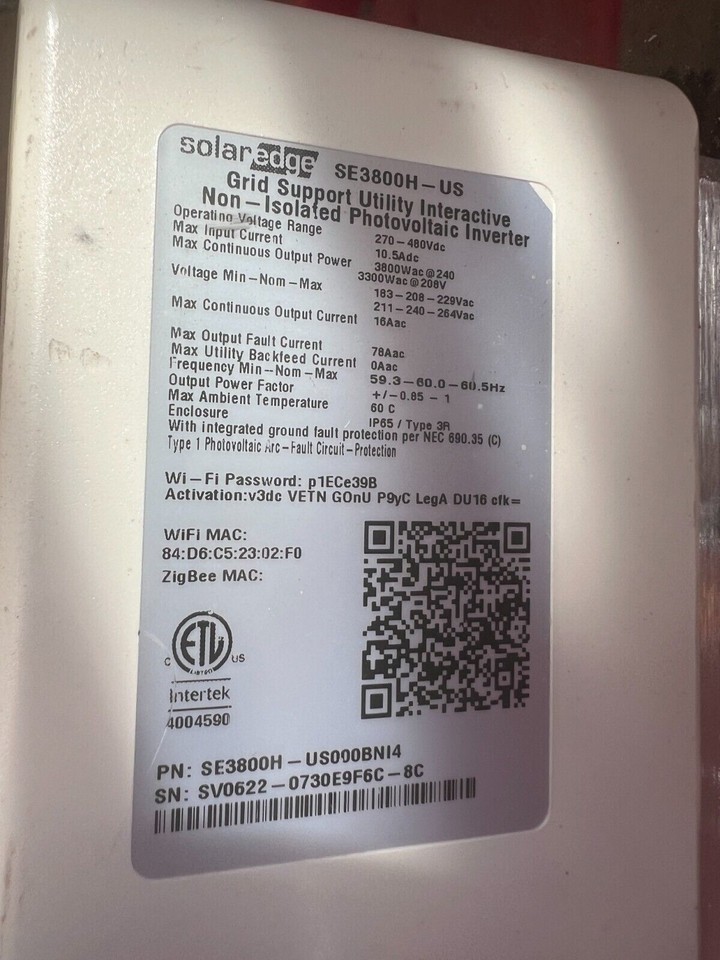 solaredge SE3800H-US
Grid Support Utility Interactive
Non-Isolated Photovoltaic Inverter
Operating Voltage Range 270-480Vdc
Max Input Current 10.5Adc
Max Continuous Output Power 3800Wac@240
3300Wac@208V
Voltage Min-Nom-Max 183-208-229Vac
211-240-264Vac
Max Continuous Output Current 16Aac
Max Output Fault Current 78Aac
Max Utility Backfeed Current 0Aac
Frequency Min-Nom-Max 59.3-60.0-60.5Hz
Output Power Factor +/-0.85 - 1
Max Ambient Temperature 60 C
Enclosure IP65 / Type 3R
With integrated ground fault protection per NEC 690.35 (C)
Type 1 Photovoltaic Arc-Fault Circuit-Protection
Wi-Fi Password: p1ECe39B
Activation:v3dc VETN GOnU P9yC LegA DU16 cfk=
WiFi MAC:
84:D6:C5:23:02:F0
ZigBee MAC:
ETL
C US
LISTED
Intertek
4004590
PN: SE3800H-US000BNI4
SN: SV0622-0730E9F6C-8C